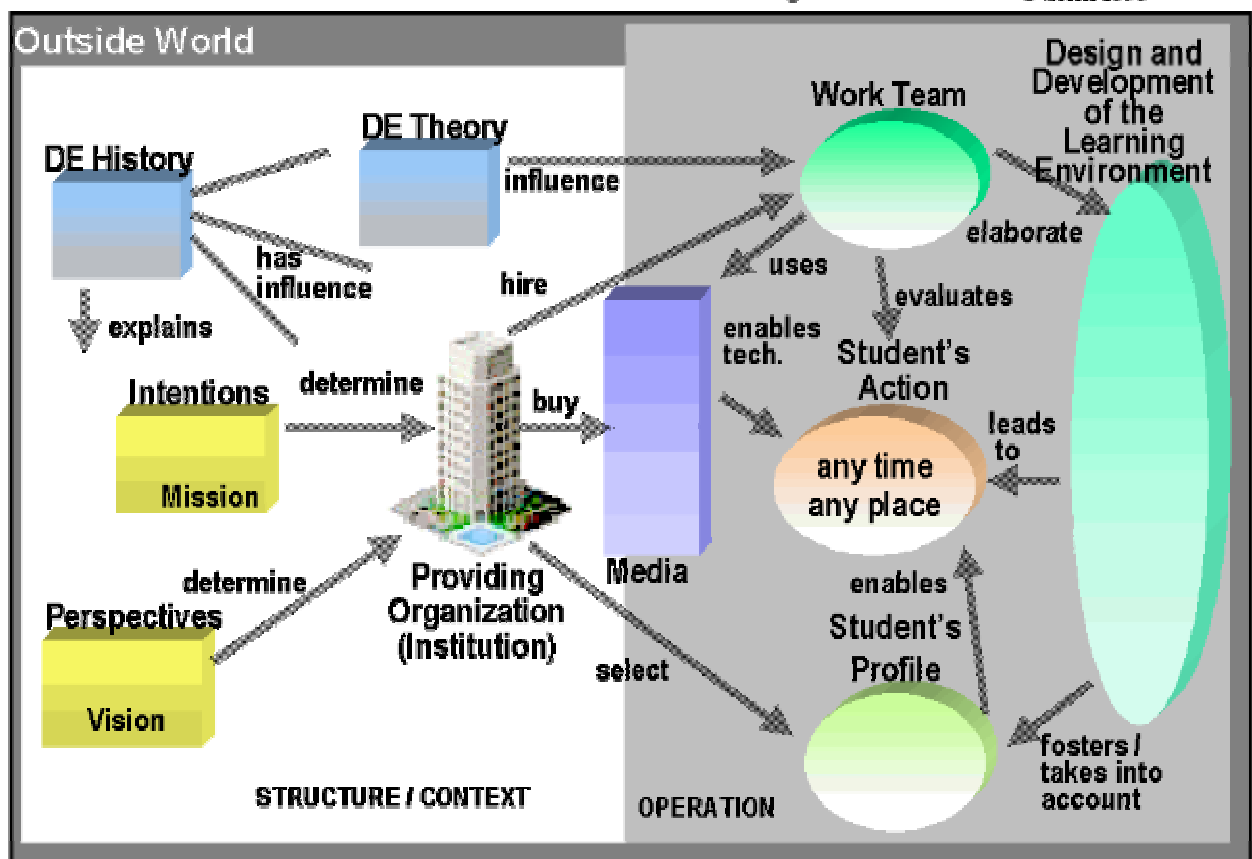 Outside World
DE History
DE Theory
has
influence
influence
explains
Intentions
Mission
determine
Perspectives
Vision
determine
hire
buy
Providing
Organization
(Institution)
select
STRUCTURE / CONTEXT
Work Team
Design and
Development
of the
Learning
Environment
elaborate
uses
evaluates
enables
tech.
Media
Student's
Action
any time
any place
leads
to
enables
Student's
Profile
fosters /
takes into
account
OPERATION